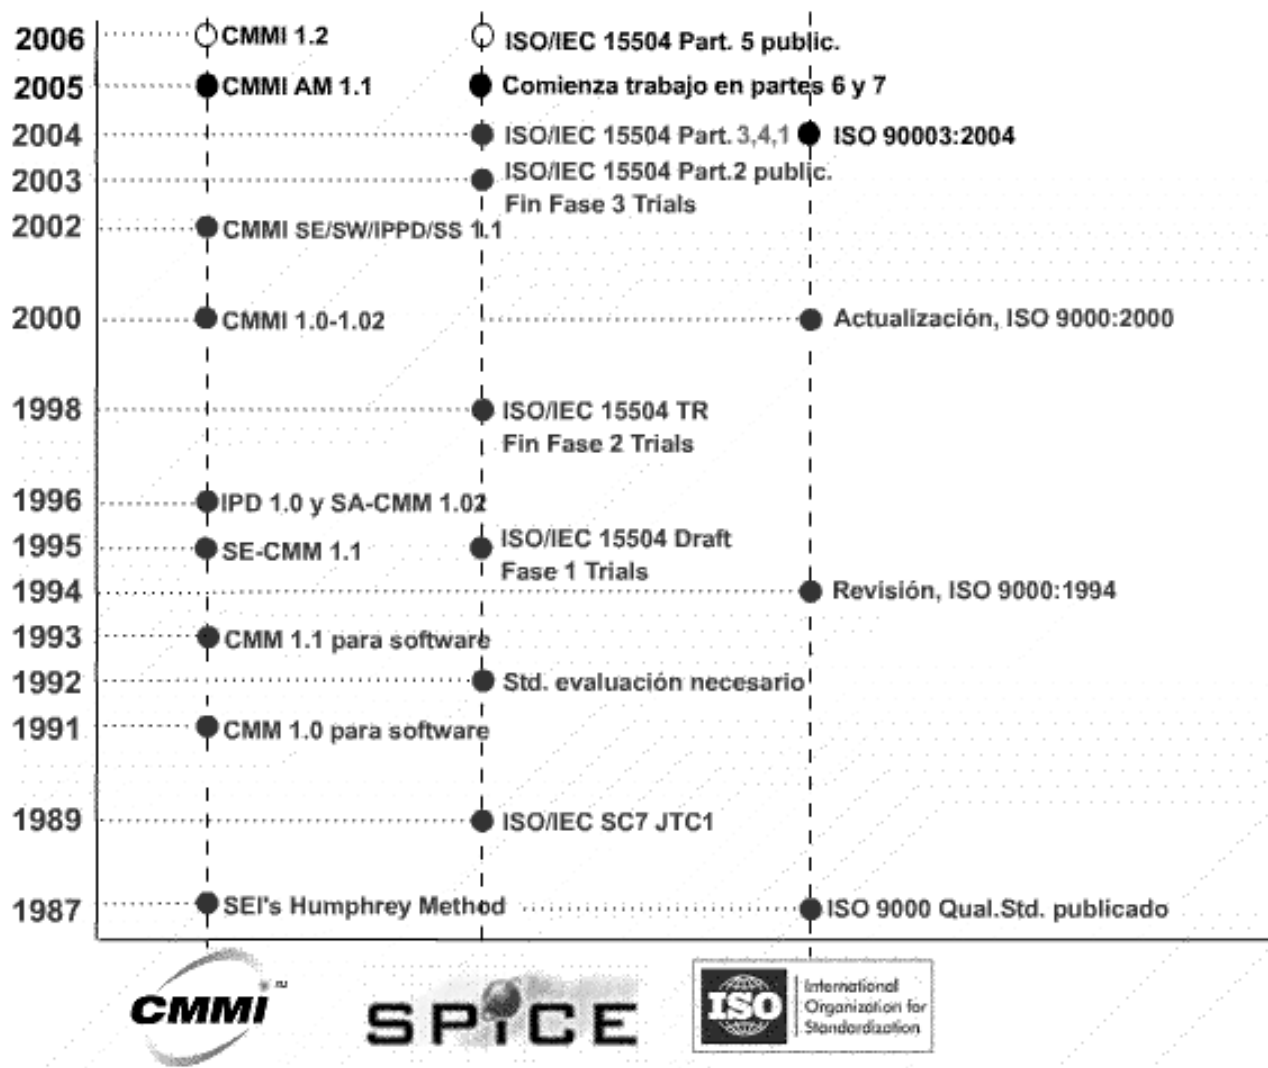 2006 CMMI 1.2 ISO/IEC 15504 Part. 5 public.
2005 CMMI AM 1.1 Comienza trabajo en partes 6 y 7
2004 ISO/IEC 15504 Part. 3,4,1 ISO 90003:2004
2003 ISO/IEC 15504 Part.2 public.
Fin Fase 3 Trials
2002 CMMI SE/SW/IPPD/SS 1.1
2000 CMMI 1.0-1.02 Actualización, ISO 9000:2000
1998 ISO/IEC 15504 TR
Fin Fase 2 Trials
1996 IPD 1.0 y SA-CMM 1.02
1995 SE-CMM 1.1 ISO/IEC 15504 Draft
Fase 1 Trials
1994 Revisión, ISO 9000:1994
1993 CMM 1.1 para software
1992 Std. evaluación necesario
1991 CMM 1.0 para software
1989 ISO/IEC SC7 JTC1
1987 SEI's Humphrey Method ISO 9000 Qual.Std. publicado
CMMI TM
SPiCE
ISO
International
Organization for
Standardization